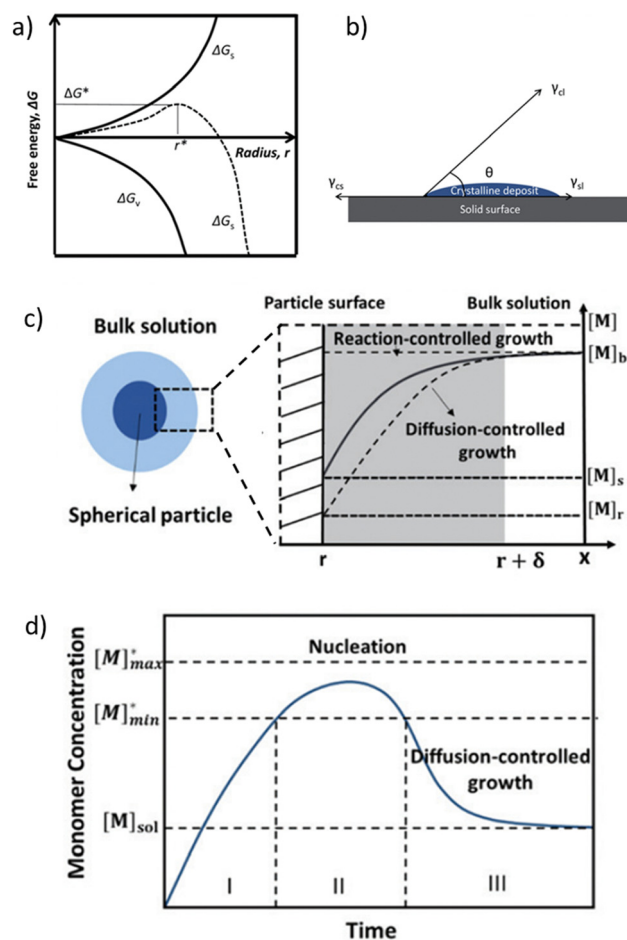 a)
Free energy, ΔG
ΔG*
r*
ΔGs
Radius, r
ΔGv
ΔGs
b)
γcl
θ
γcs
Crystalline deposit
γsl
Solid surface
c)
Bulk solution
Spherical particle
Particle surface
Bulk solution
[M]
Reaction-controlled growth
[M]b
Diffusion-controlled
growth
[M]s
[M]r
r
r + δ
x
d)
Monomer Concentration
[M]*max
Nucleation
[M]*min
Diffusion-controlled
growth
[M]sol
I
II
III
Time